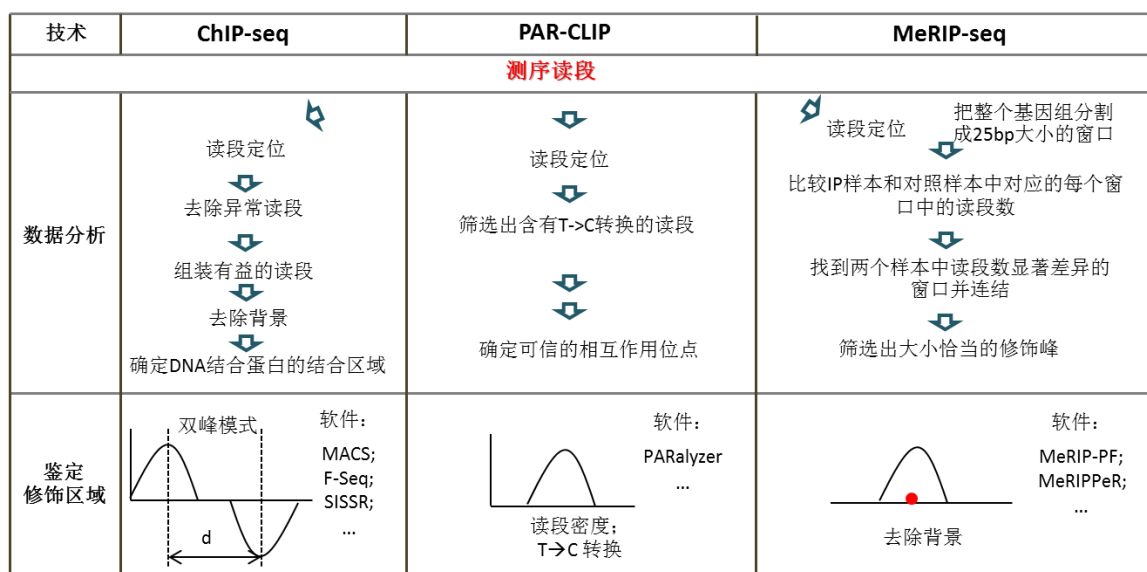 技术
ChIP-seq
PAR-CLIP
MeRIP-seq
测序读段
数据分析
读段定位
去除异常读段
组装有益的读段
去除背景
确定DNA结合蛋白的结合区域
读段定位
筛选出含有T->C转换的读段
确定可信的相互作用位点
读段定位
把整个基因组分割
成25bp大小的窗口
比较IP样本和对照样本中对应的每个窗
口中的读段数
找到两个样本中读段数显著差异的
窗口并连结
筛选出大小恰当的修饰峰
鉴定
修饰区域
双峰模式
d
软件：
MACS;
F-Seq;
SISSR;
…
软件：
PARalyzer
…
读段密度；
T→C 转换
软件：
MeRIP-PF;
MeRIPPeR;
…
去除背景